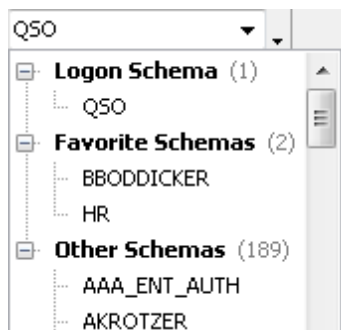 QSO
Logon Schema (1)
QSO
Favorite Schemas (2)
BBODDICKER
HR
Other Schemas (189)
AAA_ENT_AUTH
AKROTZER